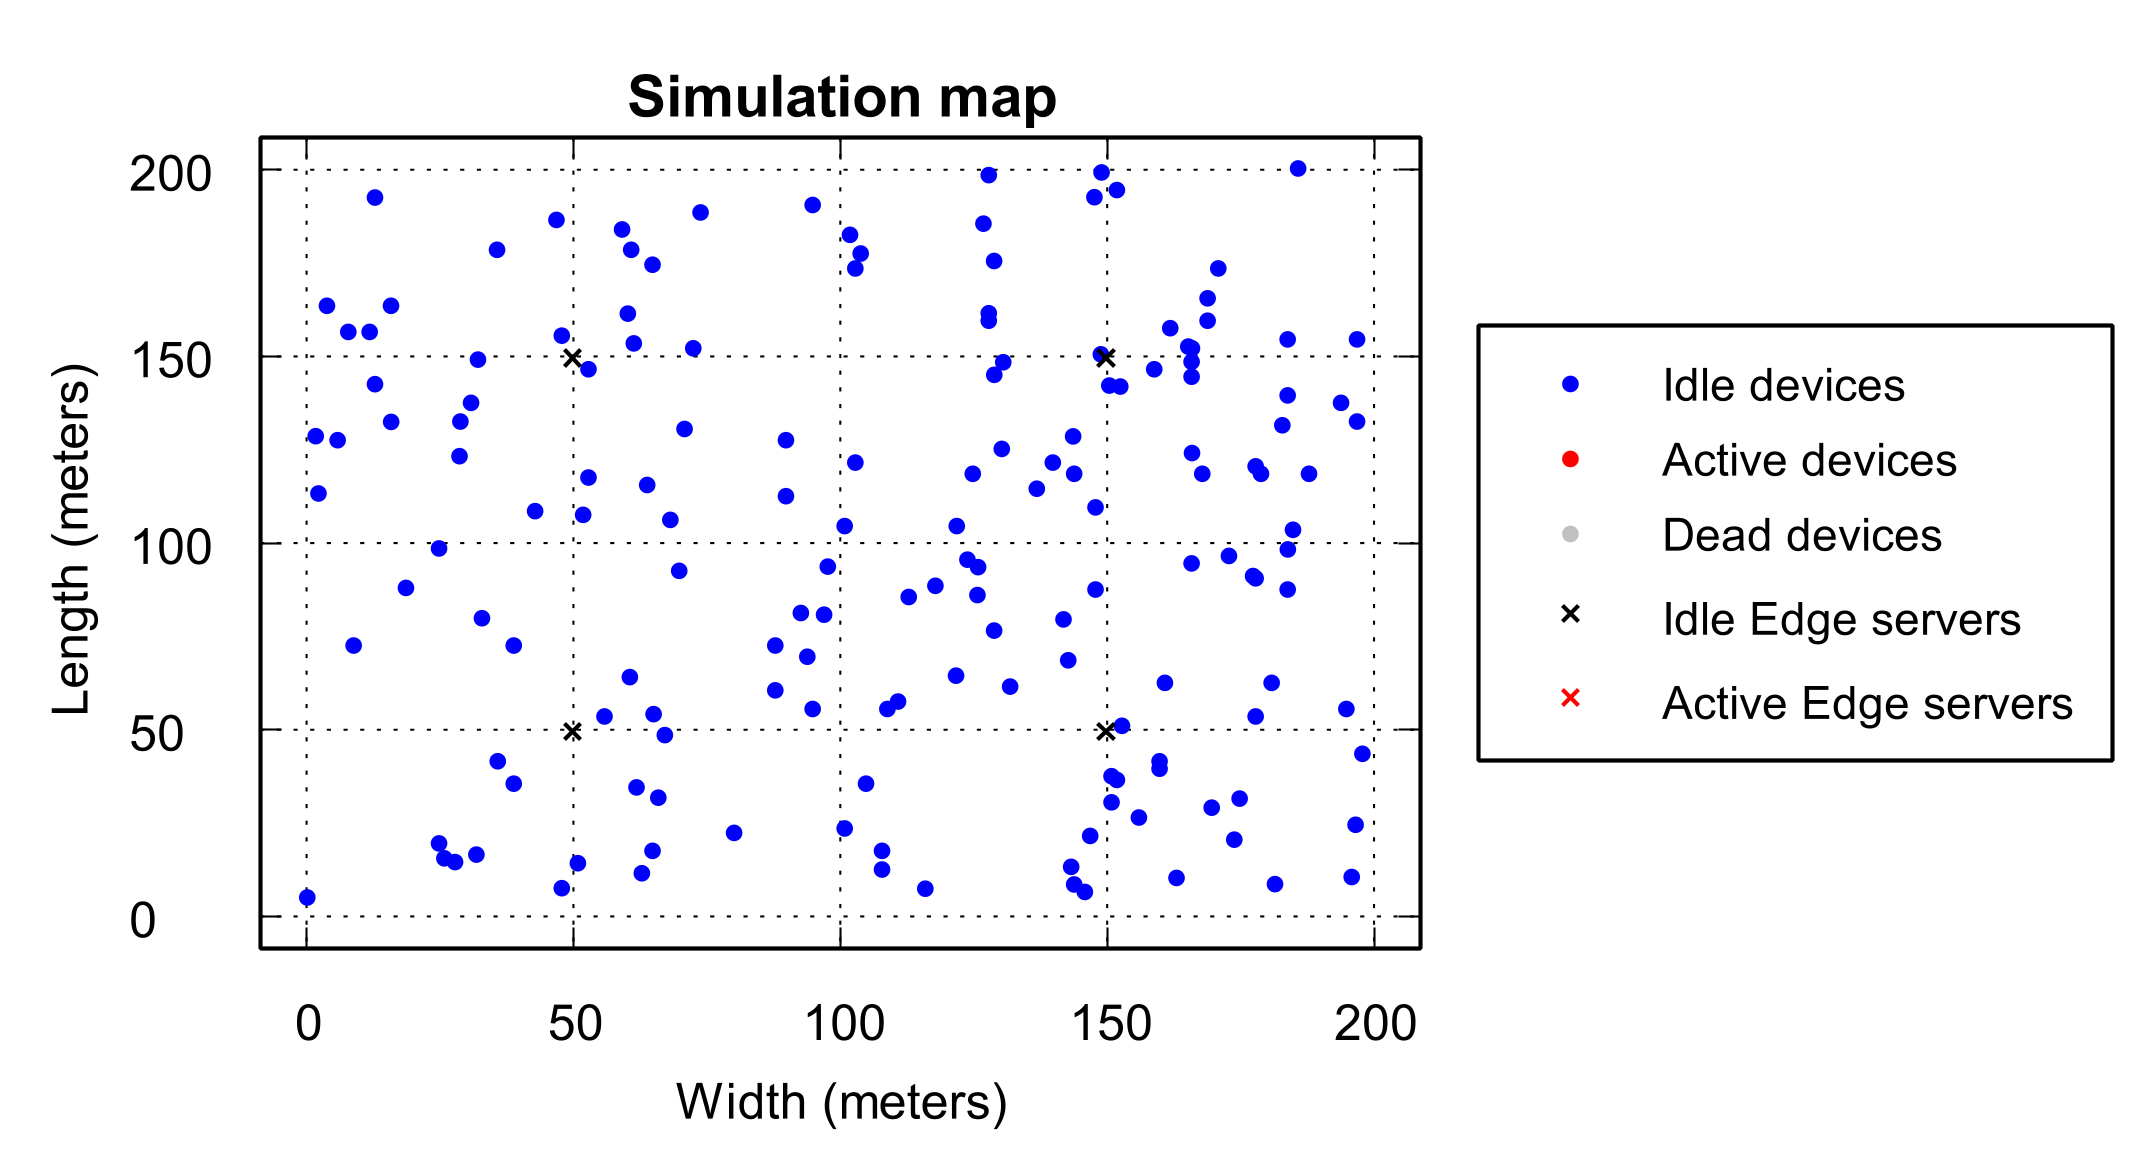 Simulation map
200
150
100
50
0
Length (meters)
0 50 100 150 200
Width (meters)
Idle devices
Active devices
Dead devices
Idle Edge servers
Active Edge servers